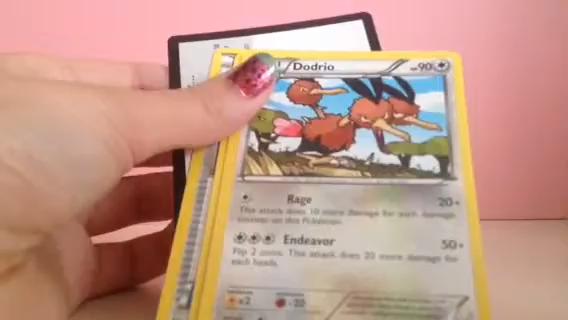 Dodrio HP90
Rage 20+
This attack does 10 more damage for each damage
counter on this Pokémon.
Endeavor 50+
Flip 2 coins. This attack does 20 more damage for
each heads.
×2 -20